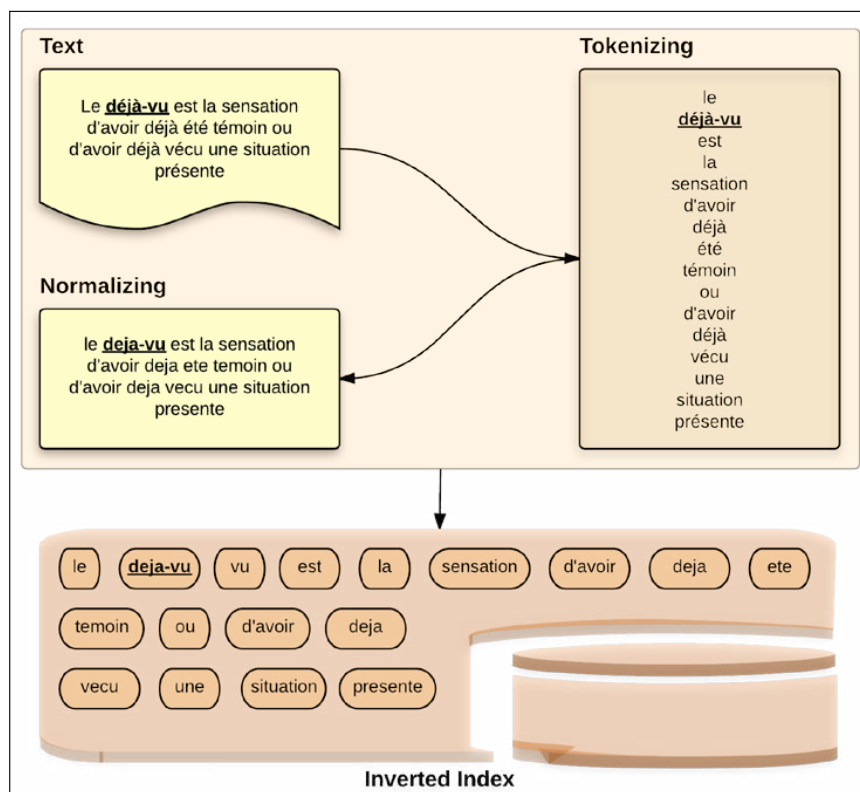 Text
Le déjà-vu est la sensation
d'avoir déjà été témoin ou
d'avoir déjà vécu une situation
présente
Tokenizing
le
déjà-vu
est
la
sensation
d'avoir
déjà
été
témoin
ou
d'avoir
déjà
vécu
une
situation
présente
Normalizing
le deja-vu est la sensation
d'avoir deja ete temoin ou
d'avoir deja vecu une situation
presente
le deja-vu vu est la sensation d'avoir deja ete
temoin ou d'avoir deja
vecu une situation presente
Inverted Index